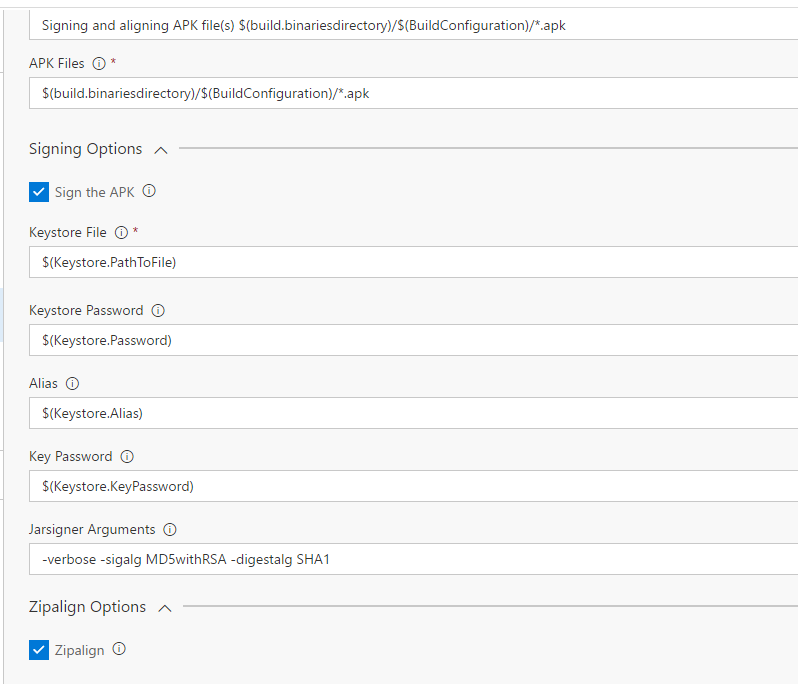 Signing and aligning APK file(s) $(build.binariesdirectory)/$(BuildConfiguration)/*.apk
APK Files *
$(build.binariesdirectory)/$(BuildConfiguration)/*.apk
Signing Options
Sign the APK
Keystore File *
$(Keystore.PathToFile)
Keystore Password
$(Keystore.Password)
Alias
$(Keystore.Alias)
Key Password
$(Keystore.KeyPassword)
Jarsigner Arguments
-verbose -sigalg MD5withRSA -digestalg SHA1
Zipalign Options
Zipalign